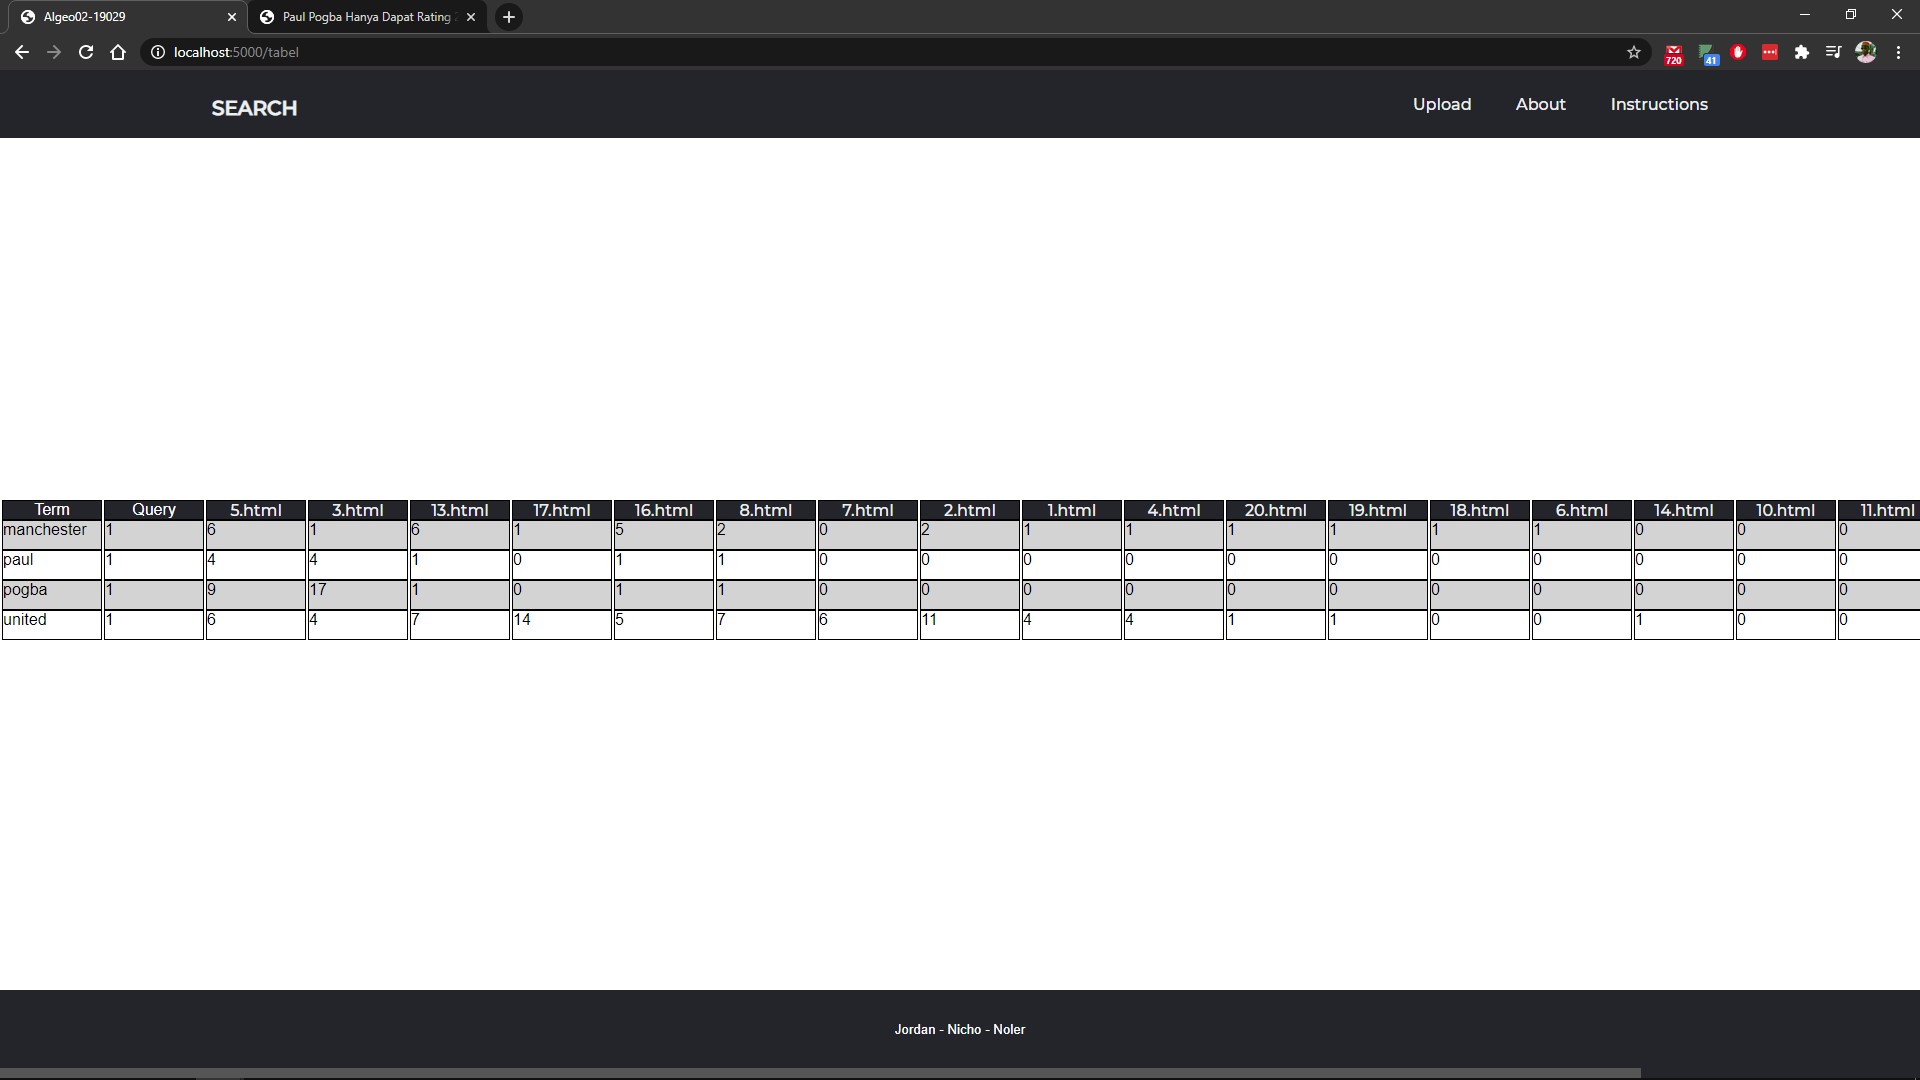 Algeo02-19029
Paul Pogba Hanya Dapat Rating
localhost:5000/tabel
720
41
SEARCH
Upload About Instructions
Term Query 5.html 3.html 13.html 17.html 16.html 8.html 7.html 2.html 1.html 4.html 20.html 19.html 18.html 6.html 14.html 10.html 11.html
manchester 1 6 1 6 1 5 2 0 2 1 1 1 1 1 1 0 0 0
paul 1 4 4 1 0 1 1 0 0 0 0 0 0 0 0 0 0 0
pogba 1 9 17 1 0 1 1 0 0 0 0 0 0 0 0 0 0 0
united 1 6 4 7 14 5 7 6 11 4 4 1 1 0 0 1 0 0
Jordan - Nicho - Noler